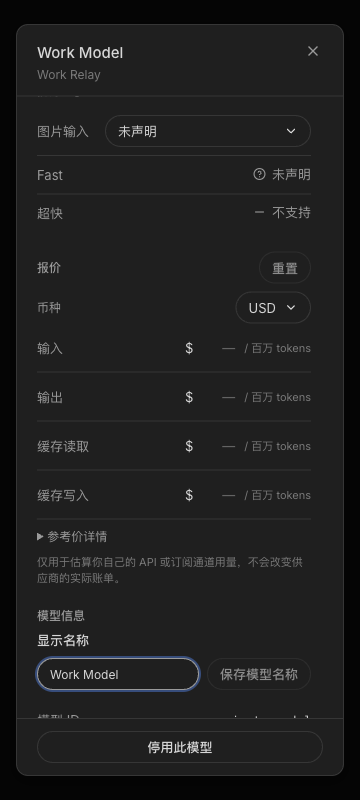 Work Model
Work Relay
图片输入 未声明
Fast 未声明
超快 不支持
报价 重置
币种 USD
输入 $ — / 百万 tokens
输出 $ — / 百万 tokens
缓存读取 $ — / 百万 tokens
缓存写入 $ — / 百万 tokens
参考价详情
仅用于估算你自己的 API 或订阅通道用量，不会改变供
应商的实际账单。
模型信息
显示名称
Work Model 保存模型名称
模型 ID
停用此模型